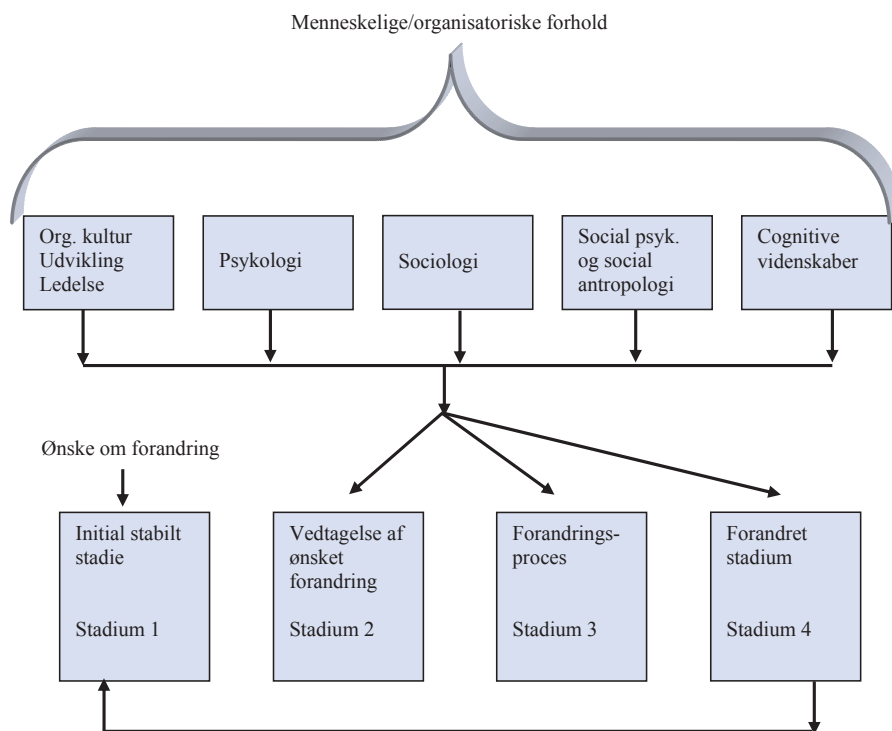 Menneskelige/organisatoriske forhold
Org. kultur
Udvikling
Ledelse
Psykologi
Sociologi
Social psyk.
og social
antropologi
Cognitive
videnskaber
Ønske om forandring
Initial stabilt
stadie
Stadium 1
Vedtagelse af
ønsket
forandring
Stadium 2
Forandrings-
proces
Stadium 3
Forandret
stadium
Stadium 4